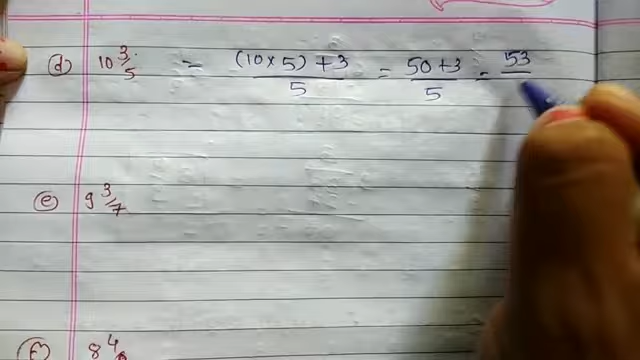 (d) 10 3/5 = (10×5)+3/5 = 50+3/5 = 53
(e) 9 3/7
(f) 8 4/